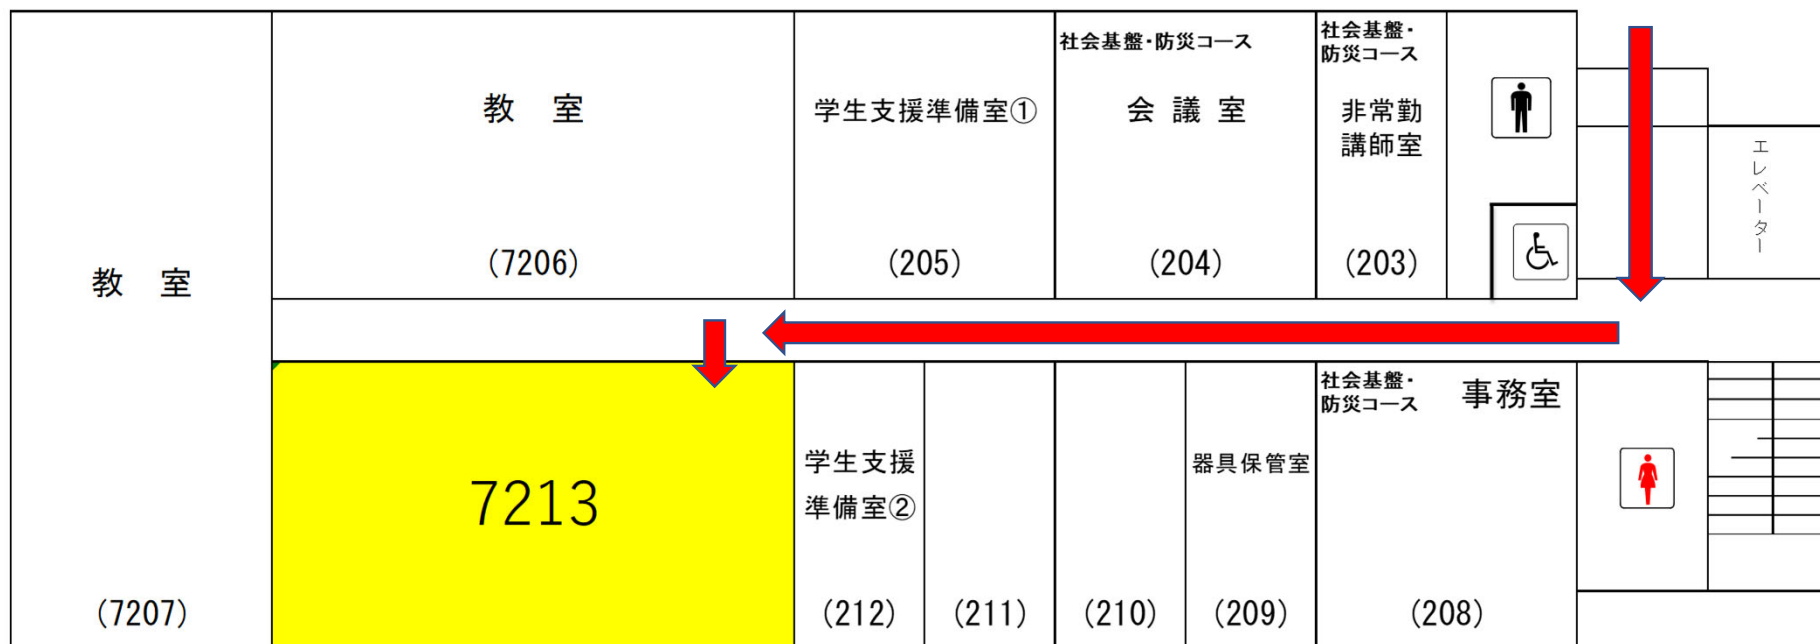 教　室
(7207)
教　室
(7206)
学生支援準備室①
(205)
社会基盤・防災コース
会 議 室
(204)
社会基盤・
防災コース
非常勤
講師室
(203)
エレベーター
7213
学生支援
準備室②
(212)
(211)
(210)
器具保管室
(209)
社会基盤・
防災コース
事務室
(208)